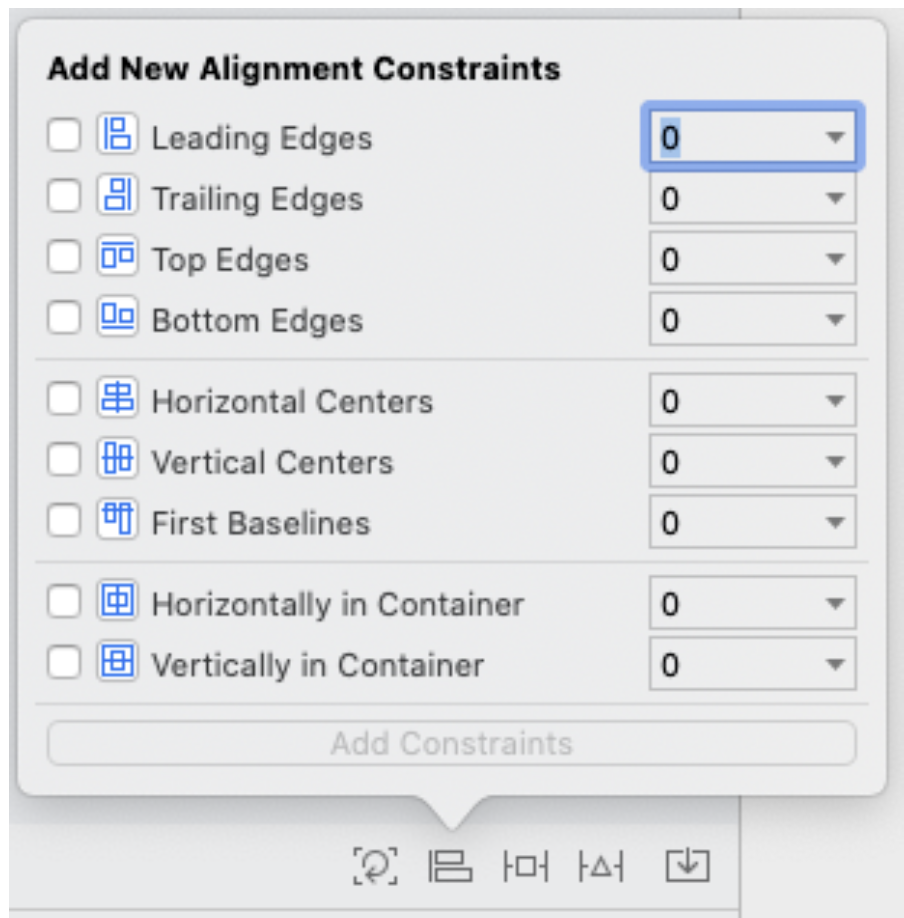 Add New Alignment Constraints
Leading Edges 0
Trailing Edges 0
Top Edges 0
Bottom Edges 0
Horizontal Centers 0
Vertical Centers 0
First Baselines 0
Horizontally in Container 0
Vertically in Container 0
Add Constraints